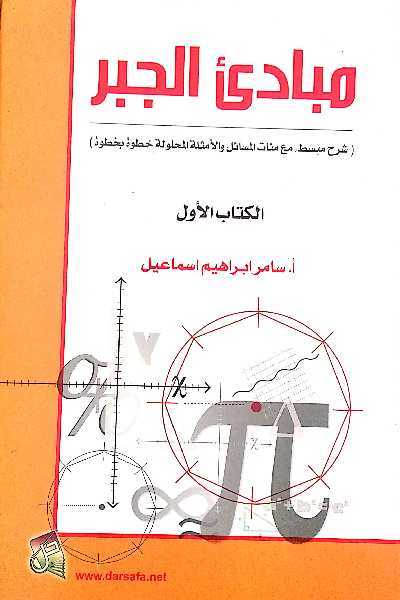 مبادئ الجبر
( شرح مبسط، مع مئات المسائل والأمثلة المحلولة خطوة بخطوة )
الكتاب الأول
أ. سامر ابراهيم اسماعيل
%
7
χ
π
∞
www.darsafa.net